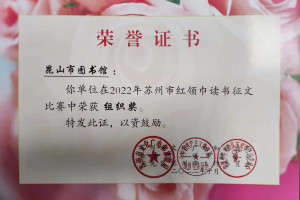 荣誉证书
昆山市图书馆：
你单位在2022年苏州市红领巾读书征文
比赛中荣获 组织奖。
特发此证，以资鼓励。